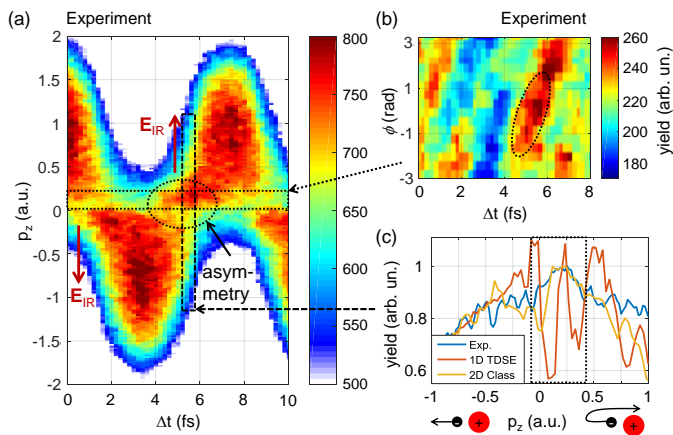 (a)
Experiment
2
1.5
1
0.5
0
-0.5
-1
-1.5
-2
p_z (a.u.)
0
2
4
6
8
10
Δt (fs)
E_IR
E_IR
asym-
metry
800
750
700
650
600
550
500
(b)
Experiment
3
1
-1
-3
ϕ (rad)
0
2
4
6
8
Δt (fs)
260
240
220
200
180
yield (arb. un.)
(c)
yield (arb. un.)
1
0.8
0.6
Exp.
1D TDSE
2D Class
-1
-0.5
0
0.5
1
p_z (a.u.)
- +
- +